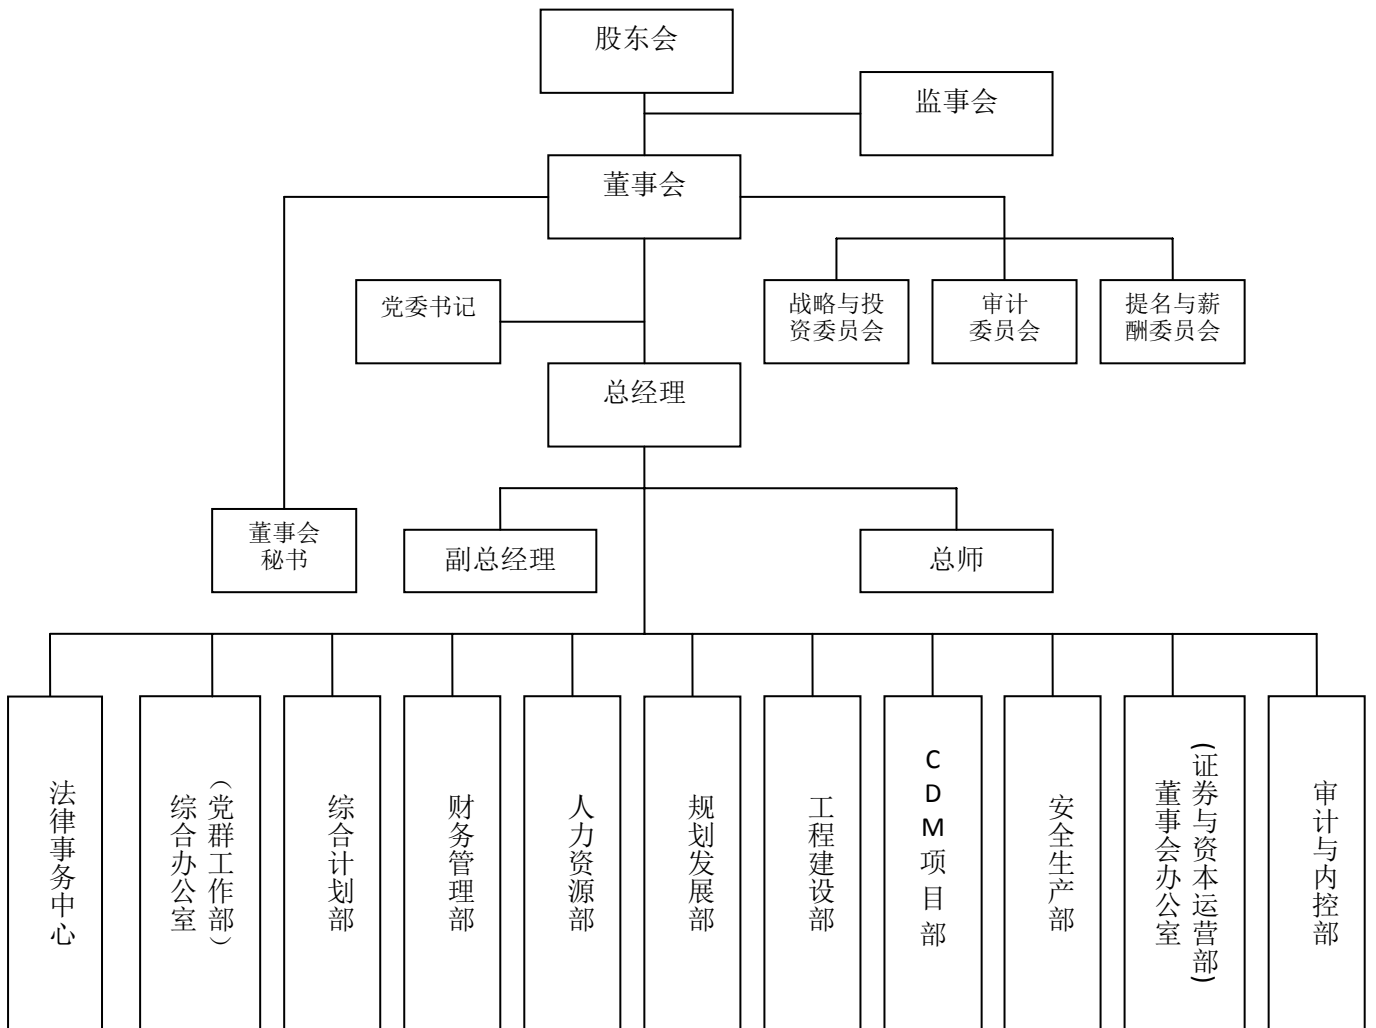 股东会
监事会
董事会
党委书记
战略与投
资委员会
审计
委员会
提名与薪
酬委员会
总经理
董事会
秘书
副总经理
总师
法律事务中心
综合办公室
（党群工作部）
综合计划部
财务管理部
人力资源部
规划发展部
工程建设部
CDM项目部
安全生产部
董事会办公室
(证券与资本运营部)
审计与内控部